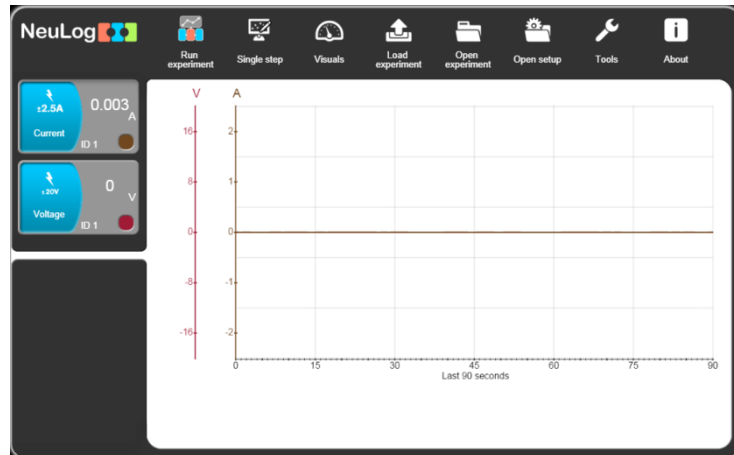 NeuLog
Run
experiment
Single step
Visuals
Load
experiment
Open
experiment
Open setup
Tools
i
About
±2.5A
0.003
A
Current
ID 1
±20V
0
V
Voltage
ID 1
V
A
16
2
8
1
0
0
-8
-1
-16
-2
0
15
30
45
60
75
90
Last 90 seconds